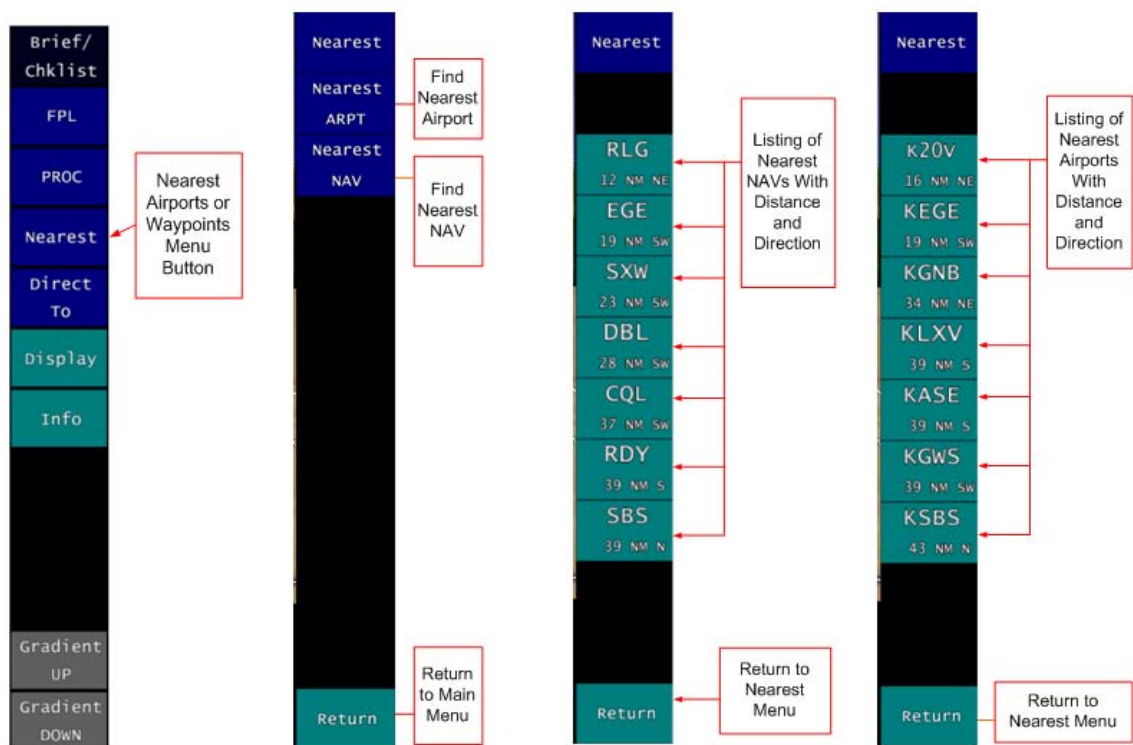 Brief/
Chklist
FPL
PROC
Nearest
Direct
To
Display
Info
Gradient
UP
Gradient
DOWN
Nearest
Airports or
Waypoints
Menu
Button
Nearest
Nearest
ARPT
Nearest
NAV
Return
Find
Nearest
Airport
Find
Nearest
NAV
Return
to Main
Menu
Nearest
RLG
12 NM NE
EGE
19 NM SW
SXW
23 NM SW
DBL
28 NM SW
CQL
37 NM SW
RDY
39 NM S
SBS
39 NM N
Return
Listing of
Nearest
NAVs With
Distance
and
Direction
Return to
Nearest
Menu
Nearest
K20V
16 NM NE
KEGE
19 NM SW
KGNB
34 NM NE
KLXV
39 NM S
KASE
39 NM S
KGWS
39 NM SW
KSBS
43 NM N
Return
Listing of
Nearest
Airports
With
Distance
and
Direction
Return to
Nearest Menu